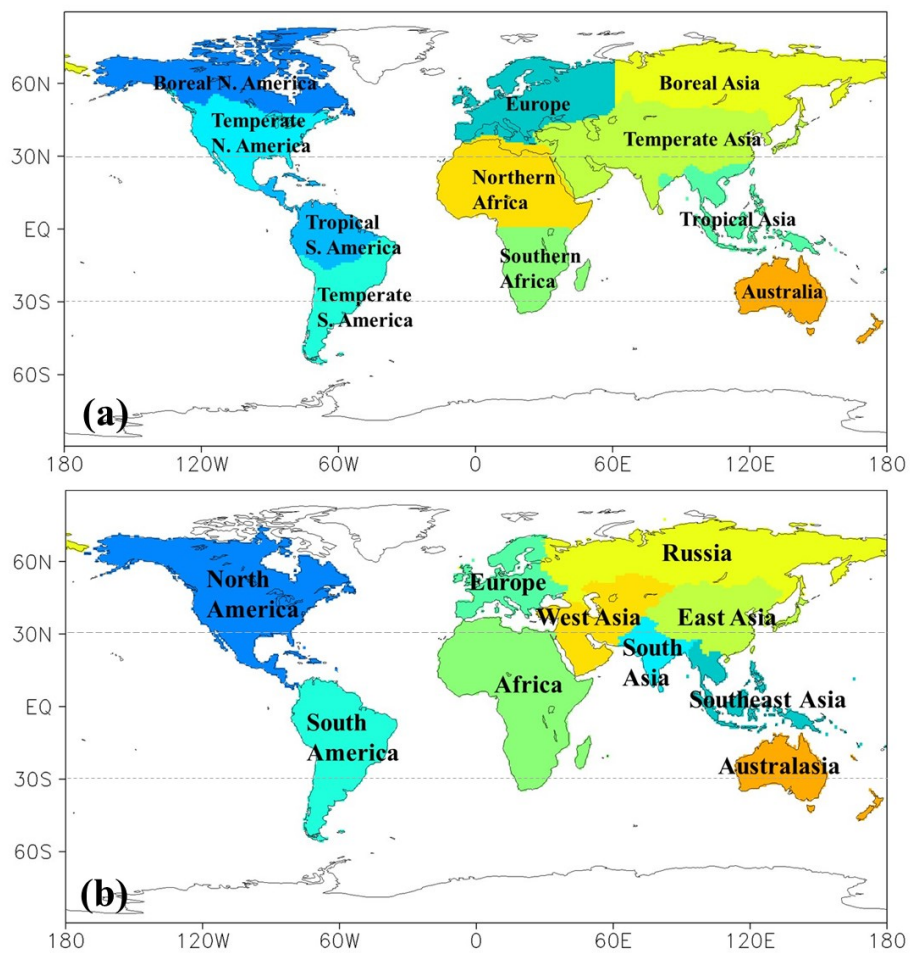 60N
30N
EQ
30S
60S
Boreal N. America
Temperate
N. America
Tropical
S. America
Temperate
S. America
Europe
Northern
Africa
Southern
Africa
Boreal Asia
Temperate Asia
Tropical Asia
Australia
(a)
180 120W 60W 0 60E 120E 180
60N
30N
EQ
30S
60S
North
America
South
America
Europe
Africa
Russia
West Asia
East Asia
South
Asia
Southeast Asia
Australasia
(b)
180 120W 60W 0 60E 120E 180